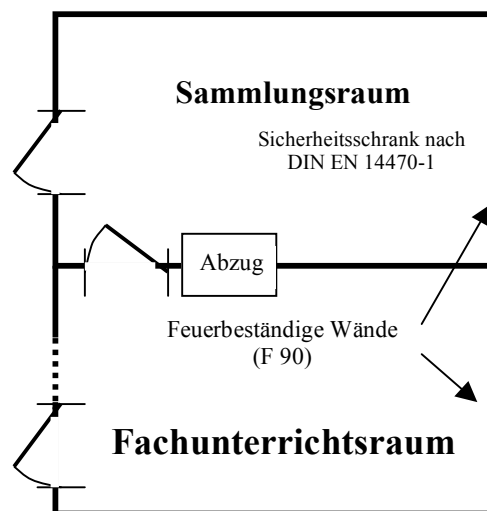 Sammlungsraum
Sicherheitsschrank nach
DIN EN 14470-1
Abzug
Feuerbeständige Wände
(F 90)
Fachunterrichtsraum